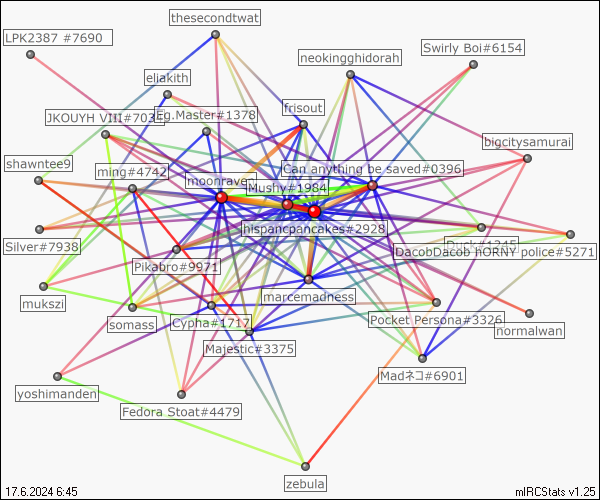 thesecondtwat
LPK2387 #7690
Swirly Boi#6154
neokingghidorah
eliakith
frisout
Eg.Master#1378
JKOUYH VIII#703
bigcitysamurai
shawntee9
ming#4742
Can anything be saved#0396
moonraven
Mushy#1984
hispancpancakes#2928
Silver#7938
DacobDacob hORNY police#5271
Pikabro#9971
mukszi
marcemadness
somass
Cypha#1717
Pocket Persona#3326
normalwan
Majestic#3375
Madネコ#6901
yoshimanden
Fedora Stoat#4479
zebula
17.6.2024 6:45
mIRCStats v1.25